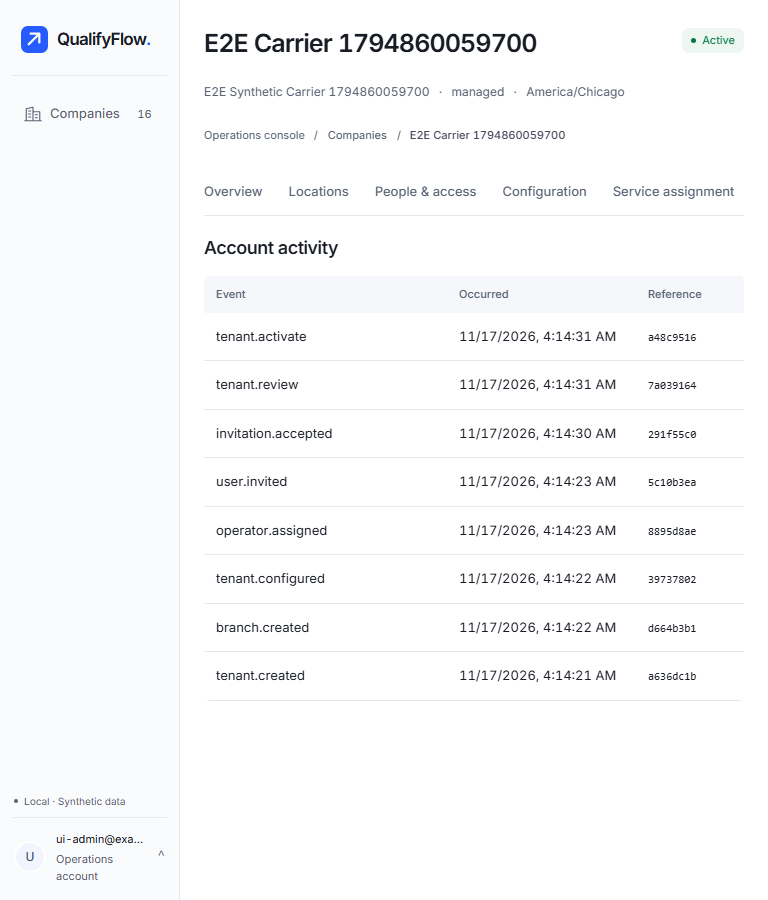 QualifyFlow.
Companies 16
E2E Carrier 1794860059700
Active
E2E Synthetic Carrier 1794860059700 · managed · America/Chicago
Operations console / Companies / E2E Carrier 1794860059700
Overview Locations People & access Configuration Service assignment
Account activity
Event Occurred Reference
tenant.activate 11/17/2026, 4:14:31 AM a48c9516
tenant.review 11/17/2026, 4:14:31 AM 7a039164
invitation.accepted 11/17/2026, 4:14:30 AM 291f55c0
user.invited 11/17/2026, 4:14:23 AM 5c10b3ea
operator.assigned 11/17/2026, 4:14:23 AM 8895d8ae
tenant.configured 11/17/2026, 4:14:22 AM 39737802
branch.created 11/17/2026, 4:14:22 AM d664b3b1
tenant.created 11/17/2026, 4:14:21 AM a636dc1b
Local · Synthetic data
U
ui-admin@exa...
Operations
account